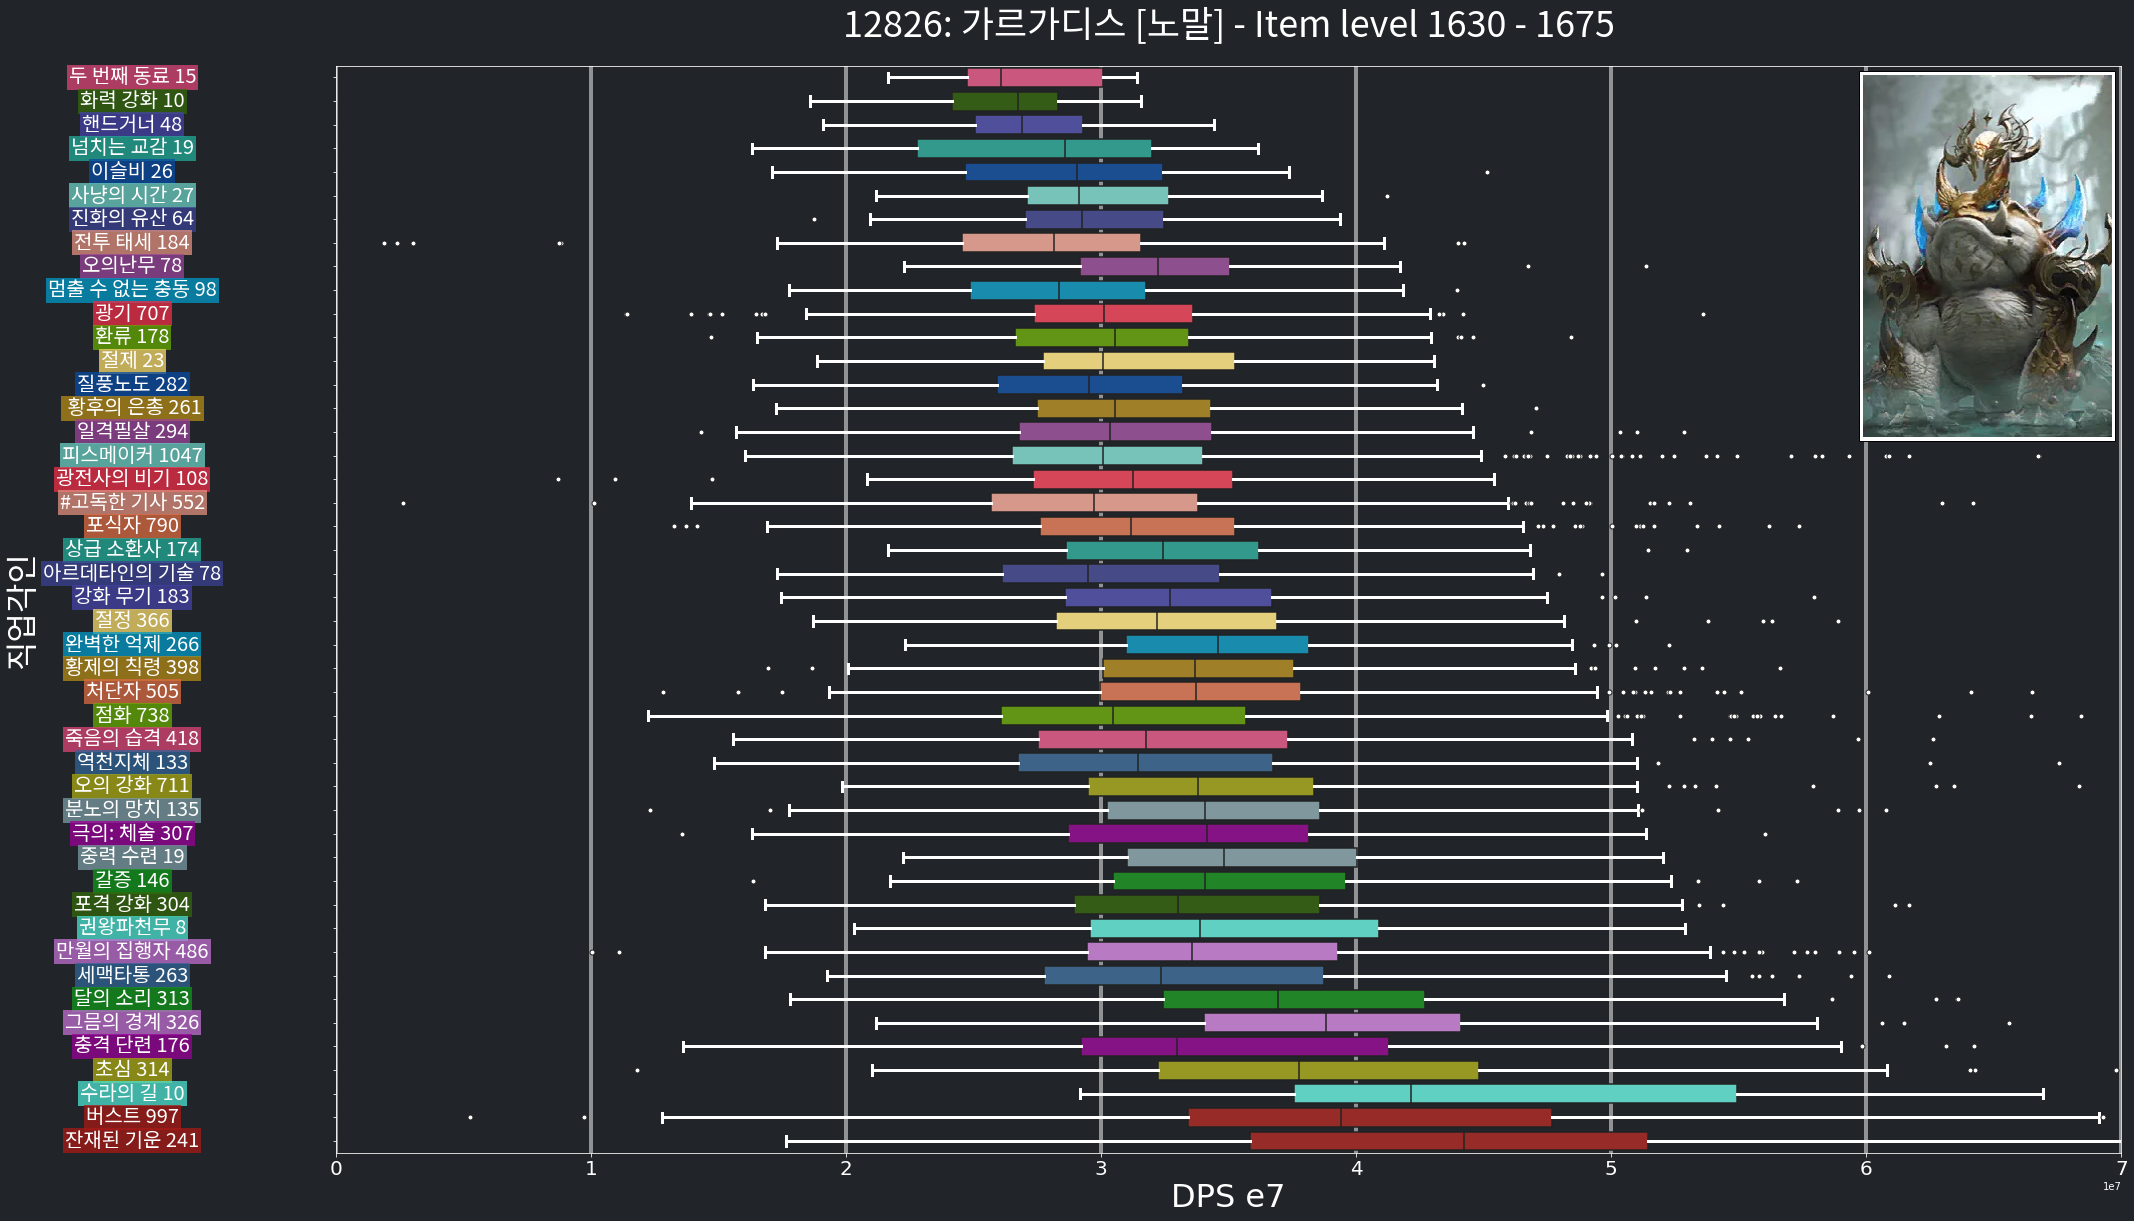 12826: 가르가디스 [노말] - Item level 1630 - 1675
두 번째 동료 15
화력 강화 10
핸드거너 48
넘치는 교감 19
이슬비 26
사냥의 시간 27
진화의 유산 64
전투 태세 184
오의난무 78
멈출 수 없는 충동 98
광기 707
환류 178
절제 23
질풍노도 282
황후의 은총 261
일격필살 294
피스메이커 1047
광전사의 비기 108
#고독한 기사 552
포식자 790
상급 소환사 174
아르데타인의 기술 78
강화 무기 183
절정 366
완벽한 억제 266
황제의 칙령 398
처단자 505
점화 738
죽음의 습격 418
역천지체 133
오의 강화 711
분노의 망치 135
극의: 체술 307
중력 수련 19
갈증 146
포격 강화 304
권왕파천무 8
만월의 집행자 486
세맥타통 263
달의 소리 313
그믐의 경계 326
충격 단련 176
초심 314
수라의 길 10
버스트 997
잔재된 기운 241
직업각인
0 1 2 3 4 5 6 7
1e7
DPS e7